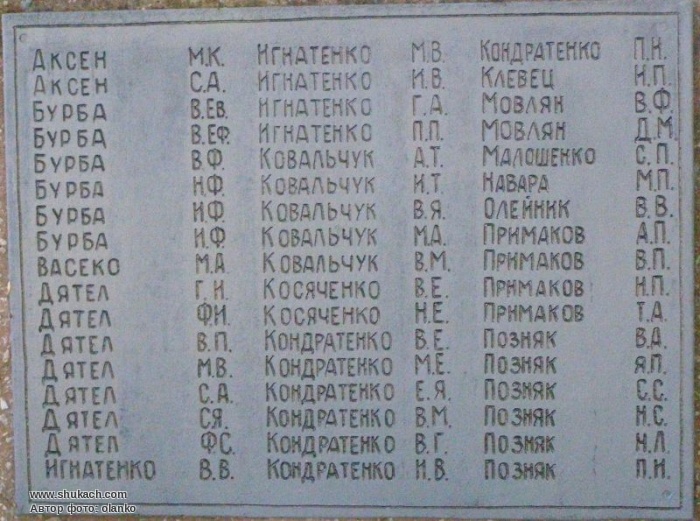 АКСЕН М.К. ИГНАТЕНКО М.В. КОНДРАТЕНКО П.И.
АКСЕН С.А. ИГНАТЕНКО И.В. КЛЕВЕЦ И.П.
БУРБА В.ЕВ. ИГНАТЕНКО Г.А. МОВЛЯН В.Ф.
БУРБА В.ЕФ. ИГНАТЕНКО П.П. МОВЛЯН Д.М.
БУРБА В.Ф. КОВАЛЬЧУК А.Т. МАЛОШЕНКО С.П.
БУРБА Н.Ф. КОВАЛЬЧУК И.Т. НАВАРА М.П.
БУРБА И.Ф. КОВАЛЬЧУК В.Я. ОЛЕЙНИК В.В.
БУРБА И.Ф КОВАЛЬЧУК М.А. ПРИМАКОВ А.П.
ВАСЕКО М.А. КОВАЛЬЧУК В.М. ПРИМАКОВ В.П.
ДЯТЕЛ Г.И. КОСЯЧЕНКО В.Е. ПРИМАКОВ Н.П.
ДЯТЕЛ Ф.И. КОСЯЧЕНКО Н.Е. ПРИМАКОВ Т.А.
ДЯТЕЛ В.П. КОНДРАТЕНКО В.Е. ПОЗНЯК В.А.
ДЯТЕЛ М.В. КОНДРАТЕНКО М.Е. ПОЗНЯК Я.П.
ДЯТЕЛ С.А. КОНДРАТЕНКО Е.Я. ПОЗНЯК С.С.
ДЯТЕЛ СЯ. КОНДРАТЕНКО В.М. ПОЗНЯК Н.С.
ДЯТЕЛ ФС. КОНДРАТЕНКО В.Г. ПОЗНЯК Н.Л.
ИГНАТЕНКО В.В. КОНДРАТЕНКО И.В. ПОЗНЯК П.И.
www.shukach.com
Автор фото: olanko